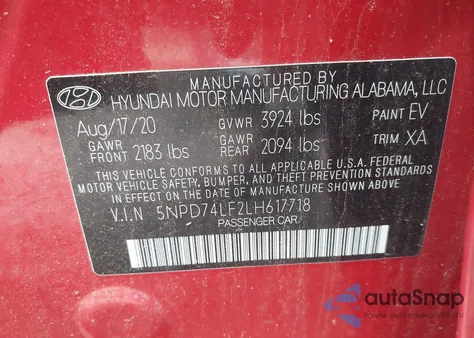 MANUFACTURED BY
HYUNDAI MOTOR MANUFACTURING ALABAMA, LLC
Aug/17/20 GVWR 3924 lbs PAINT EV
GAWR FRONT 2183 lbs GAWR REAR 2094 lbs TRIM XA
THIS VEHICLE CONFORMS TO ALL APPLICABLE U.S.A. FEDERAL
MOTOR VEHICLE SAFETY, BUMPER, AND THEFT PREVENTION STANDARDS
IN EFFECT ON THE DATE OF MANUFACTURE SHOWN ABOVE.
V.I.N 5NPD74LF2LH617718
PASSENGER CAR
autoSnap